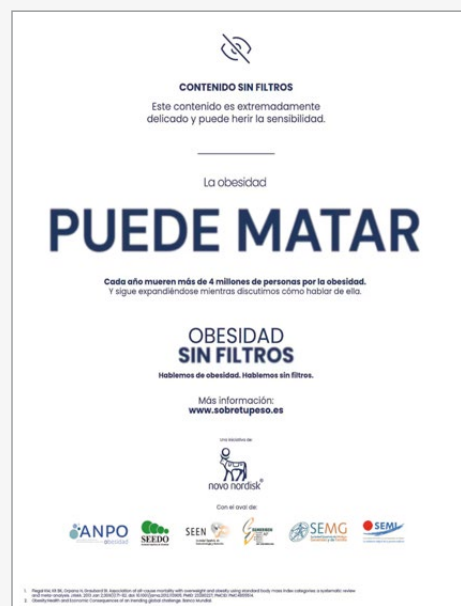 CONTENIDO SIN FILTROS
Este contenido es extremadamente
delicado y puede herir la sensibilidad.
La obesidad
PUEDE MATAR
Cada año mueren más de 4 millones de personas por la obesidad.
Y sigue expandiéndose mientras discutimos cómo hablar de ella.
OBESIDAD
SIN FILTROS
Hablemos de obesidad. Hablemos sin filtros.
Más información:
www.sobretupeso.es
Una iniciativa de:
novo nordisk®
Con el aval de:
ANPO
SEEDO
SEEN
SEMG
SEMI